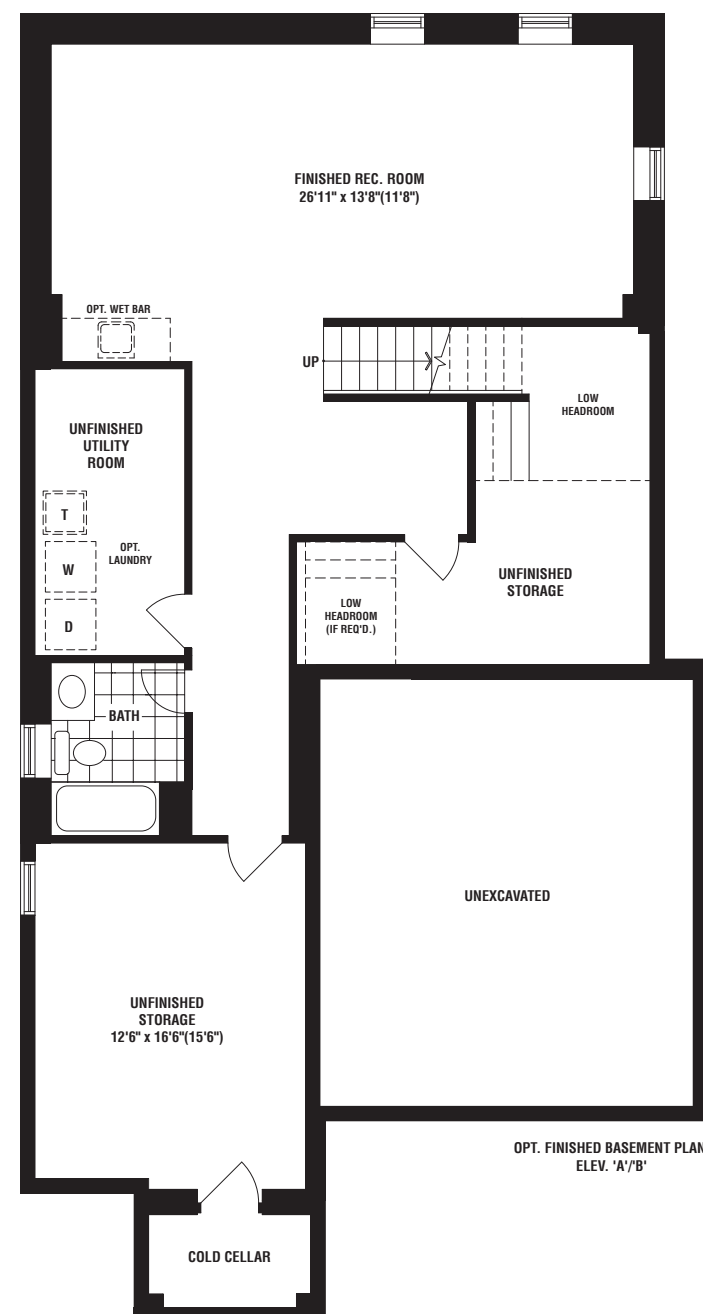 FINISHED REC. ROOM
26'11" x 13'8"(11'8")
OPT. WET BAR
UP
LOW
HEADROOM
UNFINISHED
UTILITY
ROOM
T
OPT.
LAUNDRY
W
D
UNFINISHED
STORAGE
LOW
HEADROOM
(IF REQ'D.)
BATH
UNEXCAVATED
UNFINISHED
STORAGE
12'6" x 16'6"(15'6")
OPT. FINISHED BASEMENT PLAN
ELEV. 'A'/'B'
COLD CELLAR